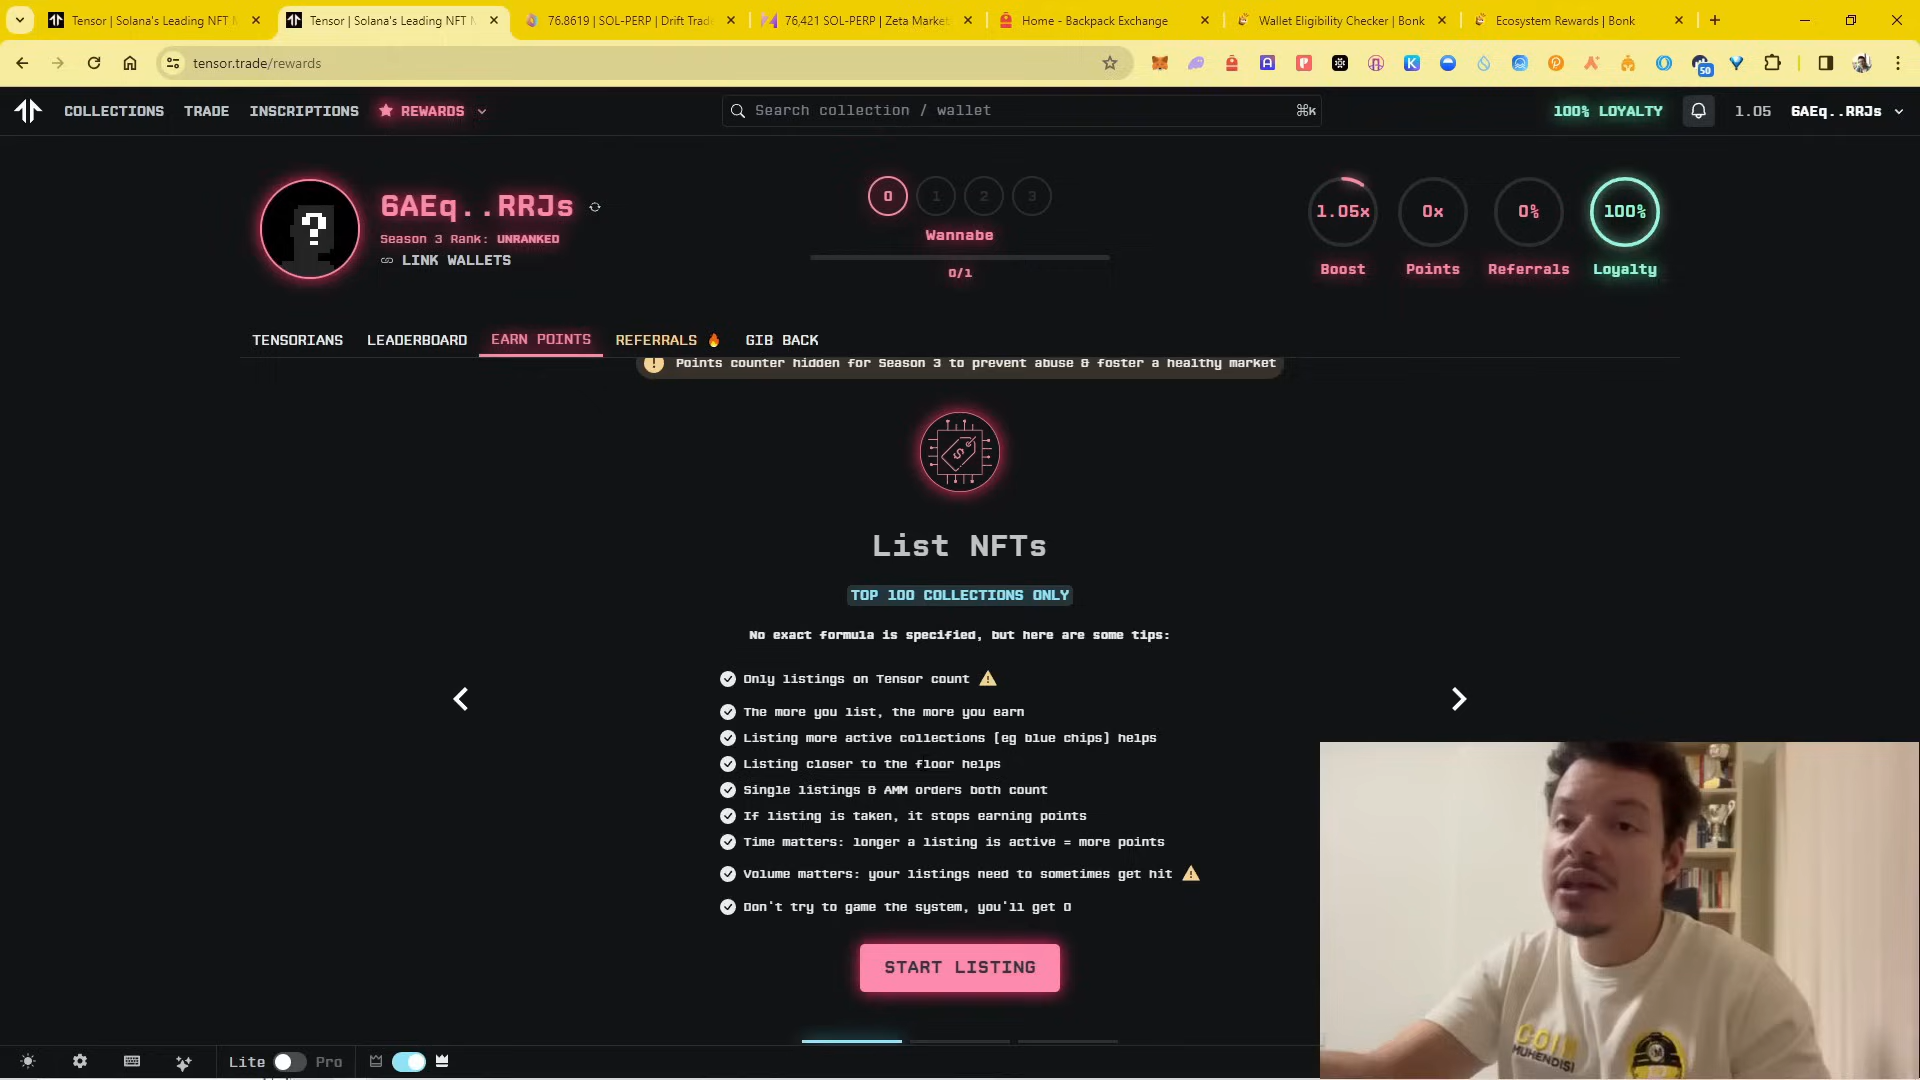 Tensor | Solana's Leading NFT M
Tensor | Solana's Leading NFT M
76.8619 | SOL-PERP | Drift Trade
76,421 SOL-PERP | Zeta Market
Home - Backpack Exchange
Wallet Eligibility Checker | Bonk
Ecosystem Rewards | Bonk
tensor.trade/rewards
50
COLLECTIONS
TRADE
INSCRIPTIONS
REWARDS
Search collection / wallet
⌘K
100% LOYALTY
1.05
6AEq..RRJs
6AEq..RRJs
Season 3 Rank: UNRANKED
LINK WALLETS
0
1
2
3
Wannabe
0/1
1.05x
0x
0%
100%
Boost
Points
Referrals
Loyalty
TENSORIANS
LEADERBOARD
EARN POINTS
REFERRALS 🔥
GIB BACK
Points counter hidden for Season 3 to prevent abuse & foster a healthy market
List NFTs
TOP 100 COLLECTIONS ONLY
No exact formula is specified, but here are some tips:
Only listings on Tensor count ⚠️
The more you list, the more you earn
Listing more active collections [eg blue chips] helps
Listing closer to the floor helps
Single listings & AMM orders both count
If listing is taken, it stops earning points
Time matters: longer a listing is active = more points
Volume matters: your listings need to sometimes get hit ⚠️
Don't try to game the system, you'll get 0
START LISTING
Lite
Pro
COIN
MUHENDISI